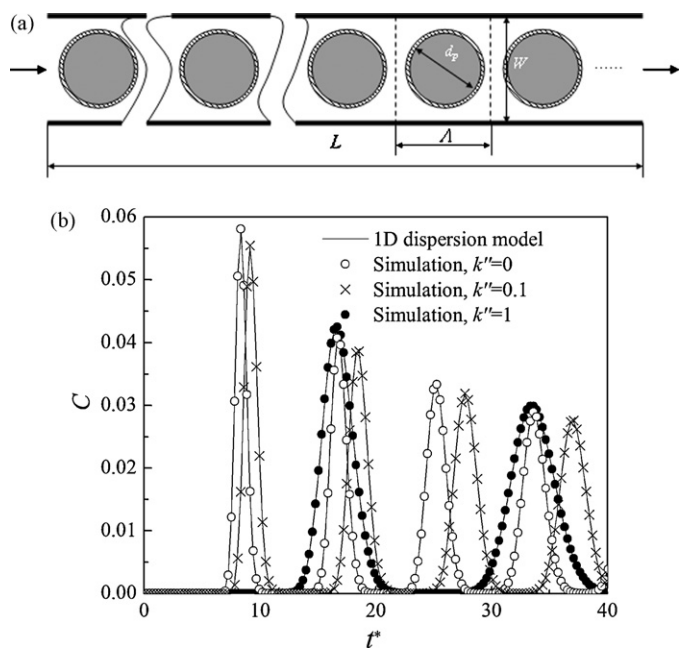 (a)
d_p
W
......
Λ
L
(b)
C
0.06
0.05
0.04
0.03
0.02
0.01
0.00
1D dispersion model
Simulation, k''=0
Simulation, k''=0.1
Simulation, k''=1
0 10 20 30 40
t*